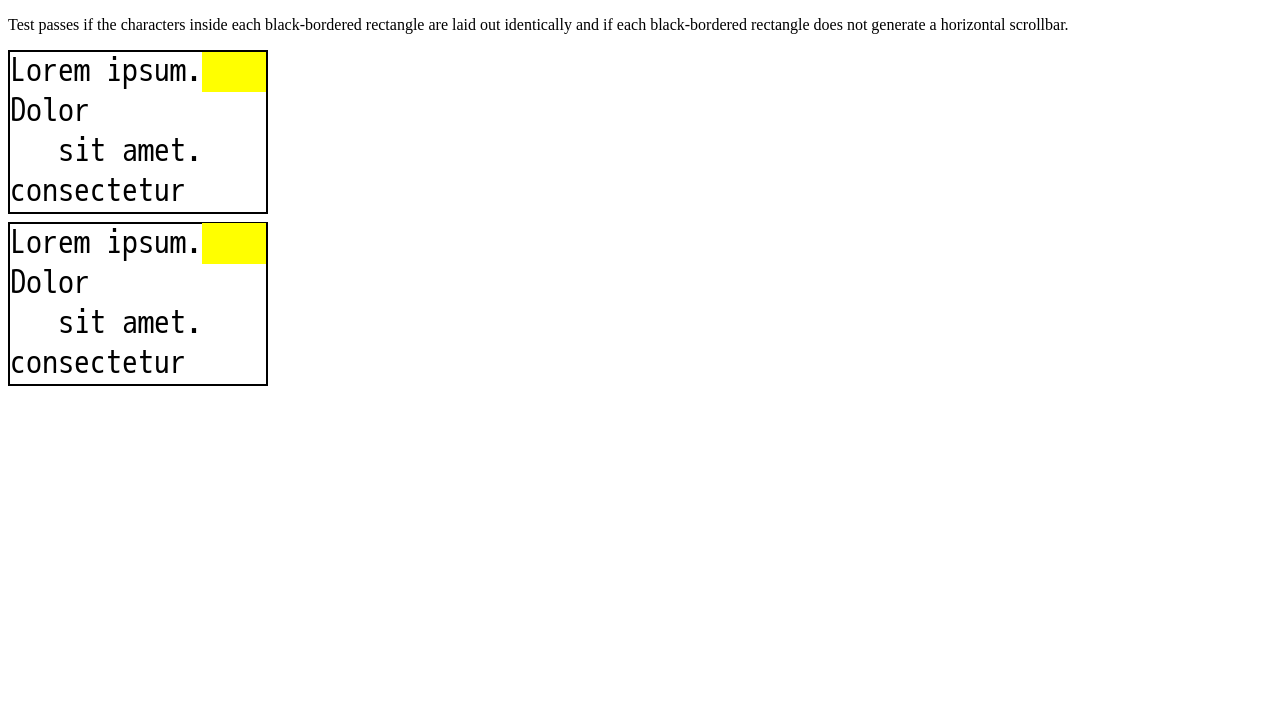 Test passes if the characters inside each black-bordered rectangle are laid out identically and if each black-bordered rectangle does not generate a horizontal scrollbar.
Lorem ipsum.
Dolor
   sit amet.
consectetur
Lorem ipsum.
Dolor
   sit amet.
consectetur